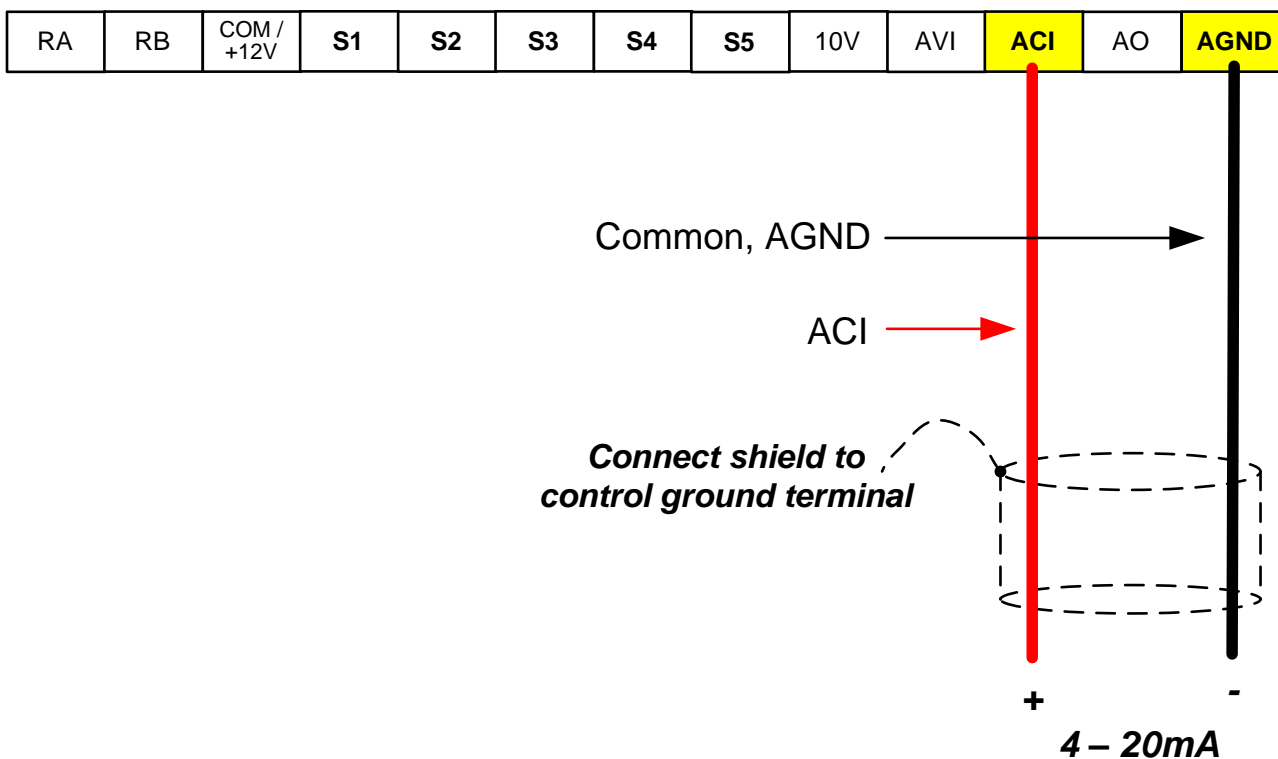 RA RB COM / +12V S1 S2 S3 S4 S5 10V AVI ACI AO AGND
Common, AGND
ACI
Connect shield to
control ground terminal
+ -
4 – 20mA